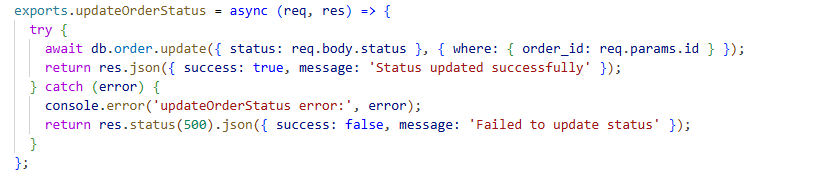 exports.updateOrderStatus = async (req, res) => {
  try {
    await db.order.update({ status: req.body.status }, { where: { order_id: req.params.id } });
    return res.json({ success: true, message: 'Status updated successfully' });
  } catch (error) {
    console.error('updateOrderStatus error:', error);
    return res.status(500).json({ success: false, message: 'Failed to update status' });
  }
};